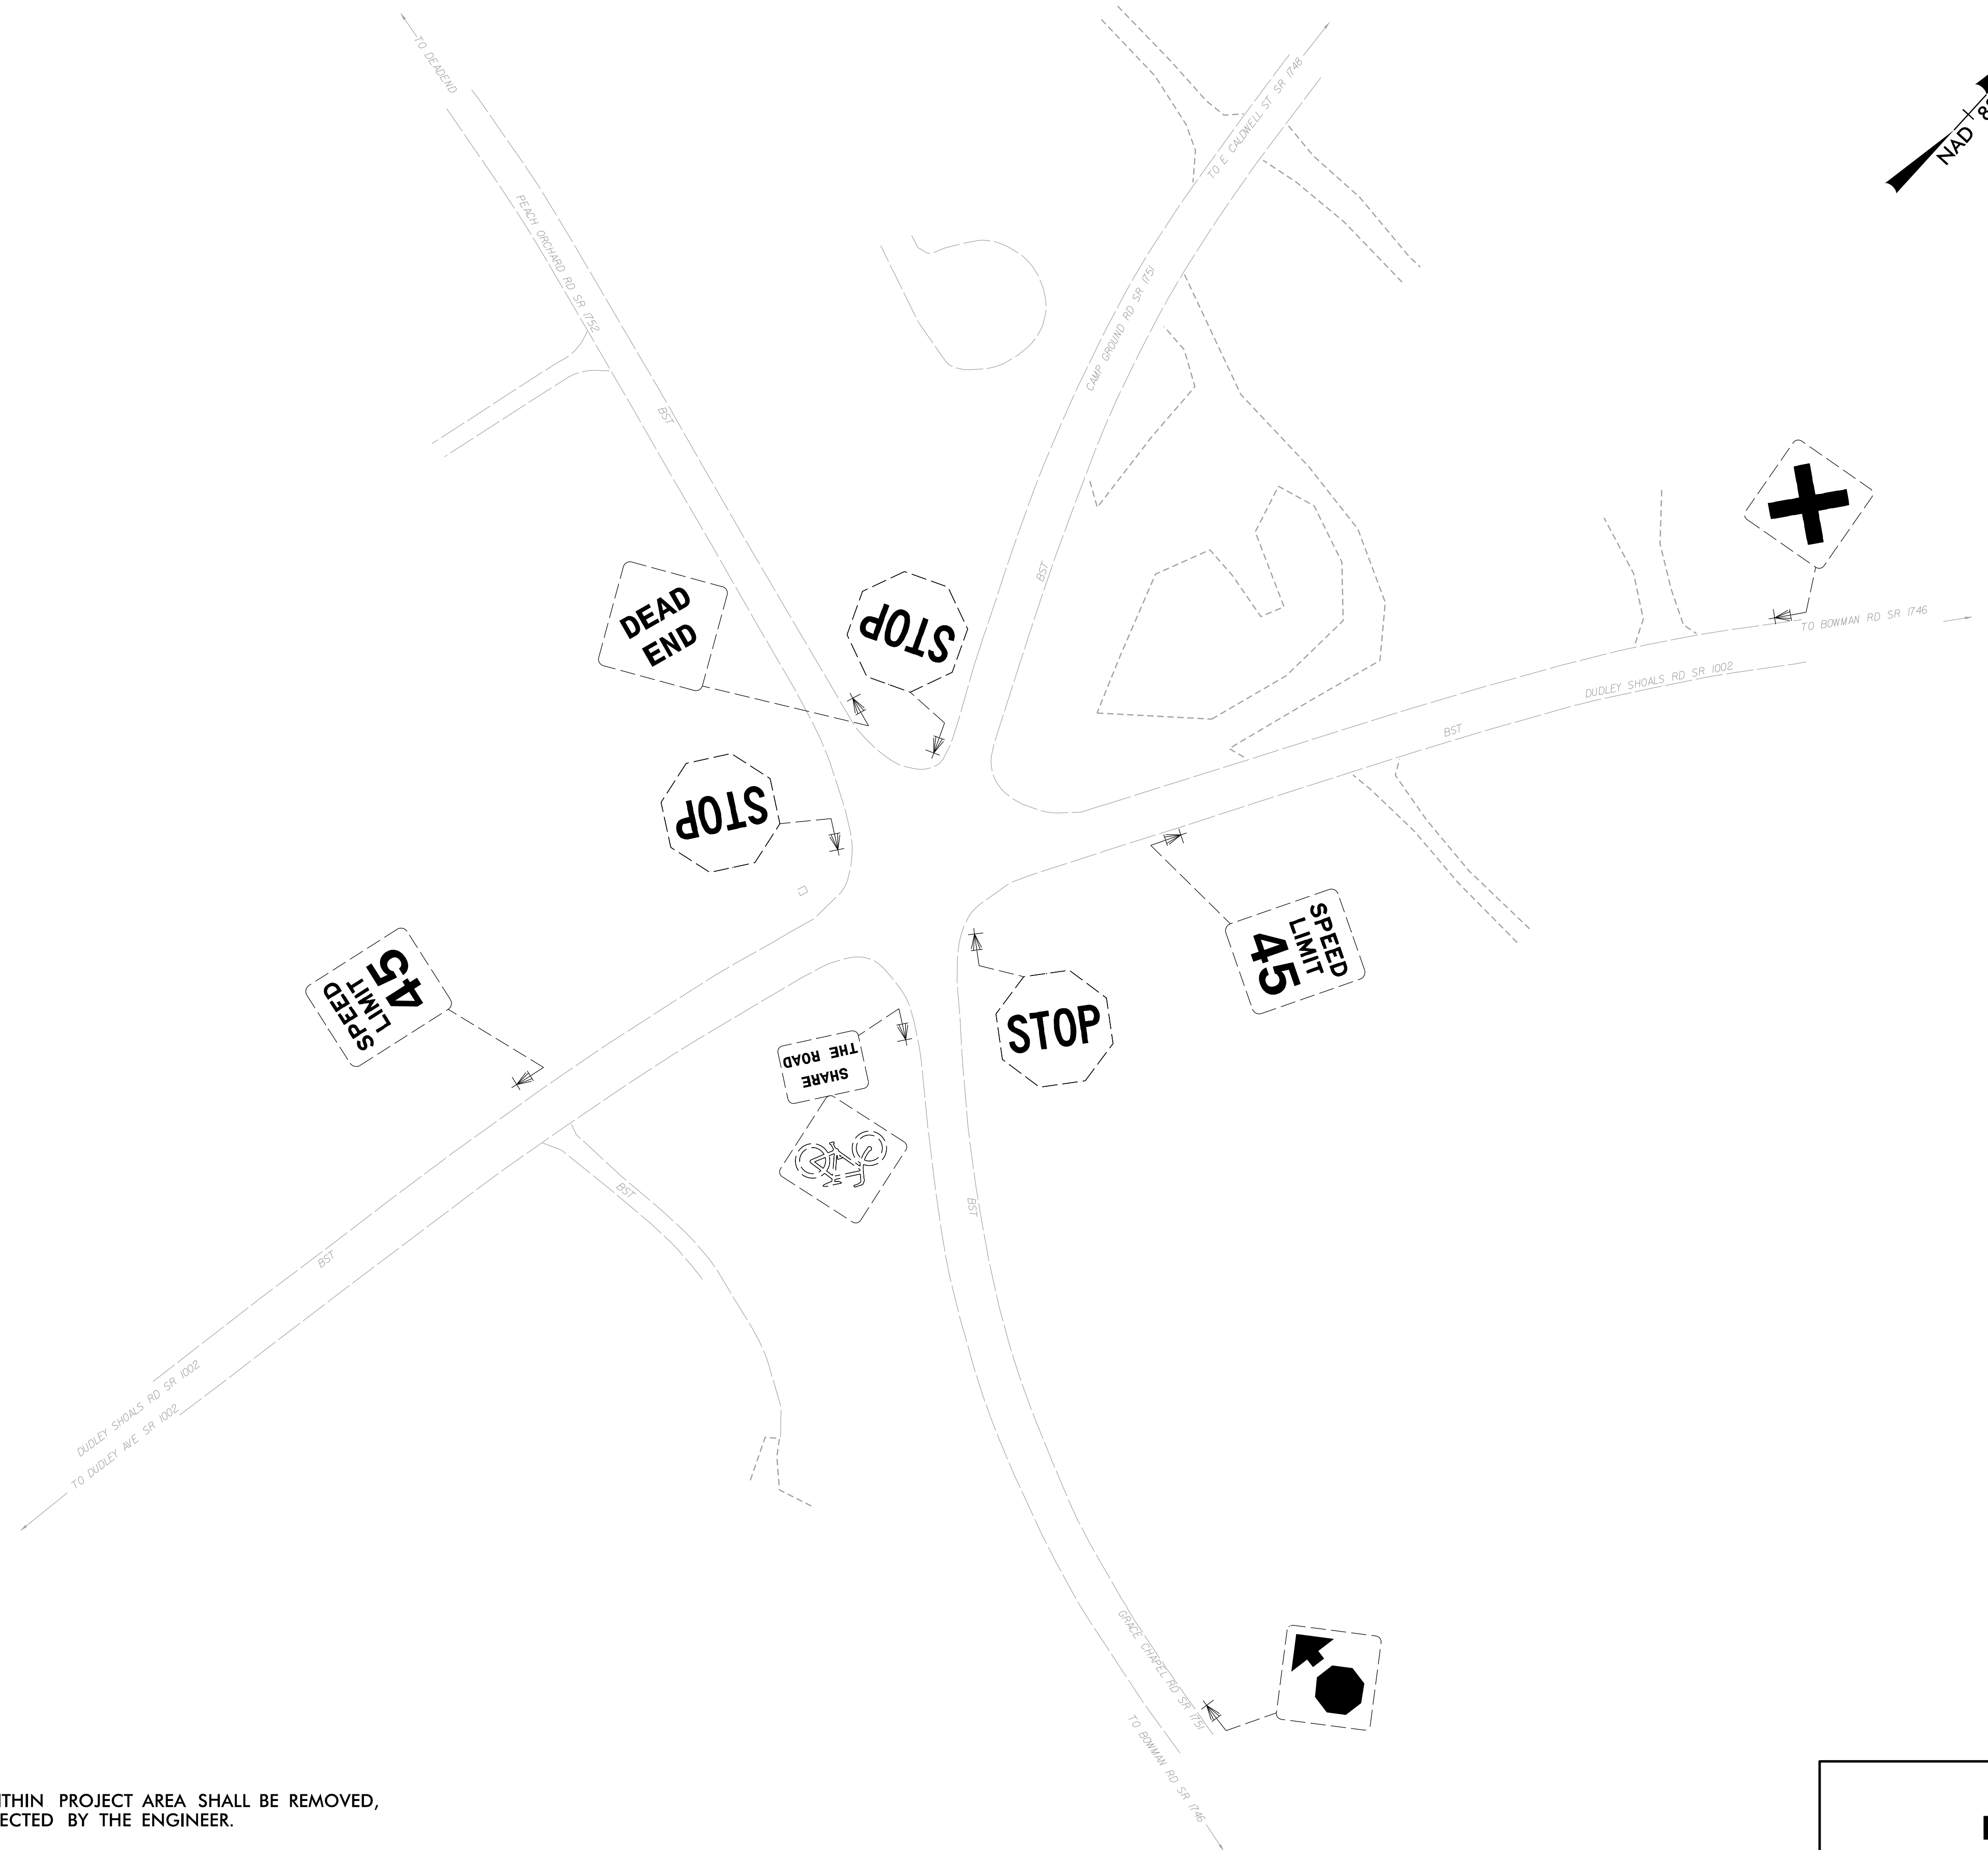 TO DEADEND
PEACH ORCHARD RD SR 1752
BST
TO E CALDWELL ST SR 1748
CAMP GROUND RD SR 1751
BST
NAD
TO BOWMAN RD SR 1746
DUDLEY SHOALS RD SR 1002
BST
DEAD
END
STOP
STOP
SPEED
LIMIT
45
SPEED
LIMIT
45
STOP
SHARE
THE ROAD
BST
BST
BST
DUDLEY SHOALS RD SR 1002
TO DUDLEY AVE SR 1002
GRACE CHAPEL RD SR 1751
TO BOWMAN RD SR 1746
PROJECT AREA SHALL BE REMOVED,
BY THE ENGINEER.